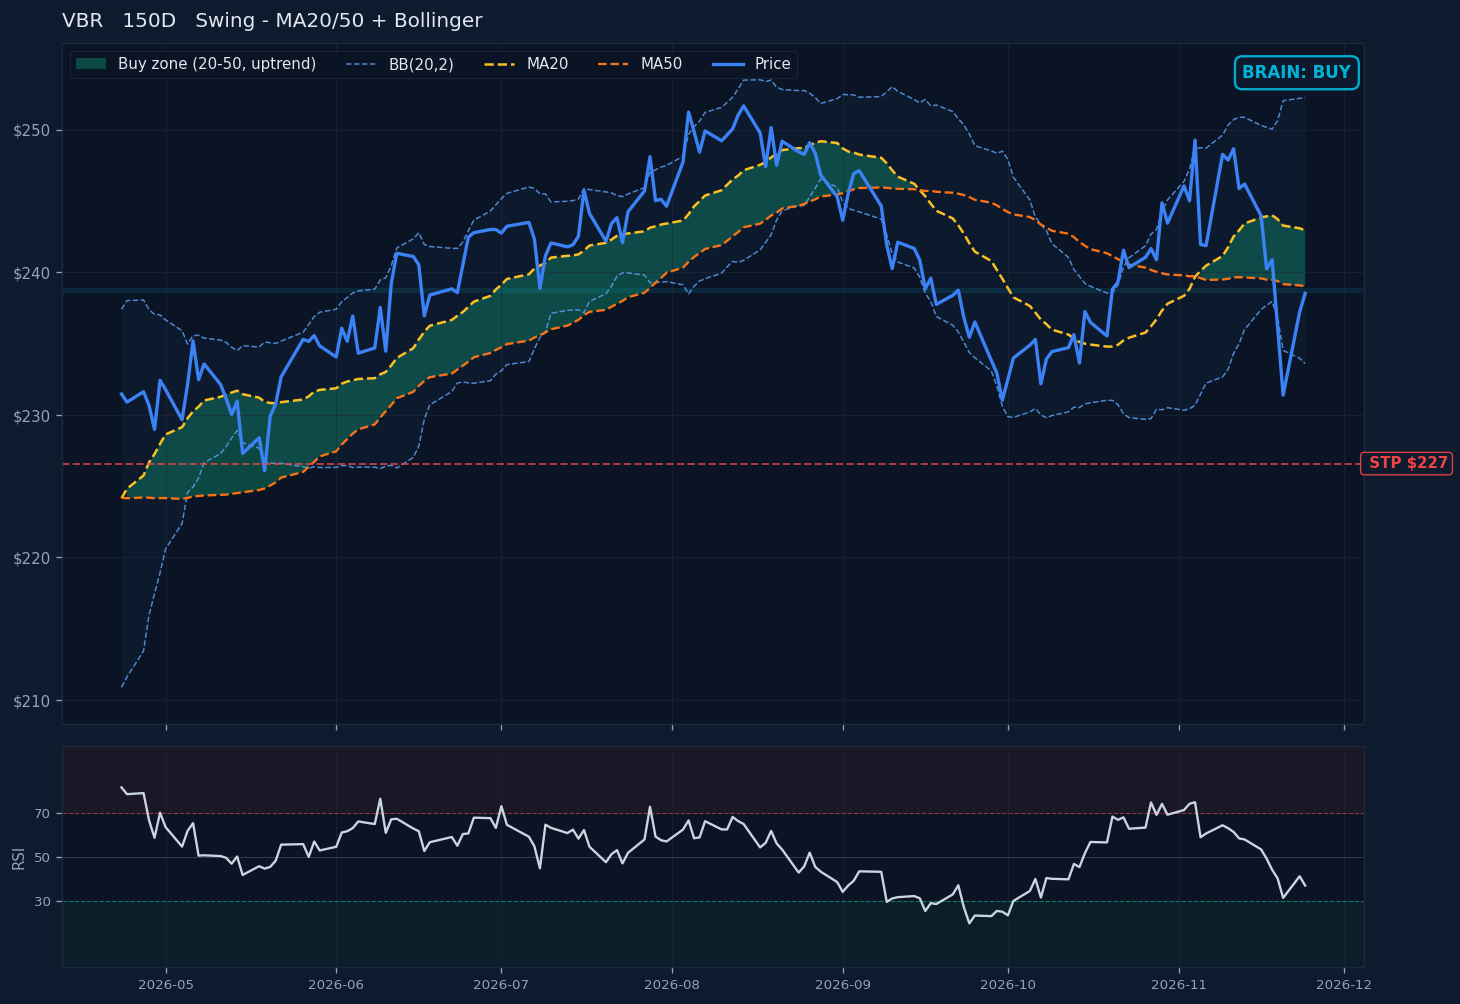 VBR   150D   Swing - MA20/50 + Bollinger
Buy zone (20-50, uptrend)   BB(20,2)   MA20   MA50   Price
BRAIN: BUY
$250
$240
$230
STP $227
$220
$210
70
50
30
RSI
2026-05   2026-06   2026-07   2026-08   2026-09   2026-10   2026-11   2026-12